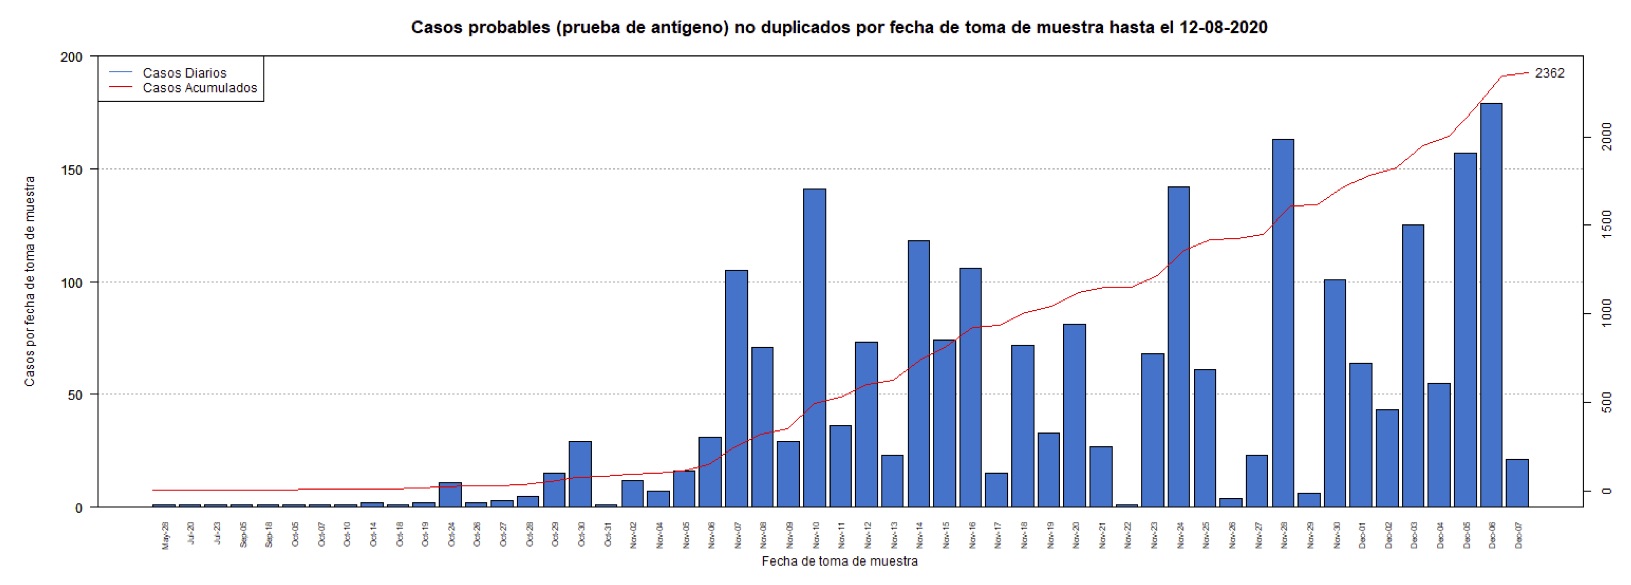 Casos probables (prueba de antígeno) no duplicados por fecha de toma de muestra hasta el 12-08-2020
Casos Diarios
Casos Acumulados
2362
Casos por fecha de toma de muestra
200
150
100
50
0
2000
1500
1000
500
0
May-28
Jul-20
Jul-23
Sep-05
Sep-18
Oct-05
Oct-07
Oct-10
Oct-14
Oct-18
Oct-19
Oct-24
Oct-26
Oct-27
Oct-28
Oct-29
Oct-30
Oct-31
Nov-02
Nov-04
Nov-05
Nov-06
Nov-07
Nov-08
Nov-09
Nov-10
Nov-11
Nov-12
Nov-13
Nov-14
Nov-15
Nov-16
Nov-17
Nov-18
Nov-19
Nov-20
Nov-21
Nov-22
Nov-23
Nov-24
Nov-25
Nov-26
Nov-27
Nov-28
Nov-29
Nov-30
Dec-01
Dec-02
Dec-03
Dec-04
Dec-05
Dec-06
Dec-07
Fecha de toma de muestra